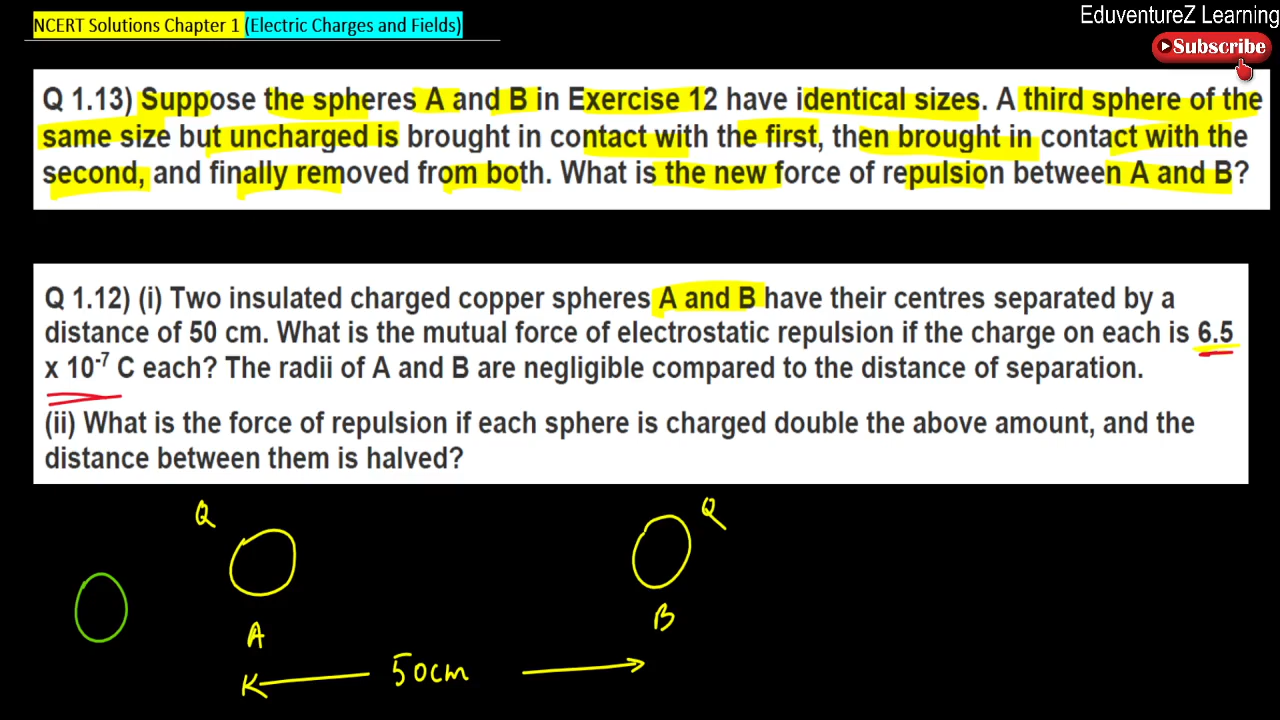 NCERT Solutions Chapter 1 (Electric Charges and Fields)
EduventureZ Learning
Subscribe
Q 1.13) Suppose the spheres A and B in Exercise 12 have identical sizes. A third sphere of the
same size but uncharged is brought in contact with the first, then brought in contact with the
second, and finally removed from both. What is the new force of repulsion between A and B?
Q 1.12) (i) Two insulated charged copper spheres A and B have their centres separated by a
distance of 50 cm. What is the mutual force of electrostatic repulsion if the charge on each is 6.5
x 10⁻⁷ C each? The radii of A and B are negligible compared to the distance of separation.
(ii) What is the force of repulsion if each sphere is charged double the above amount, and the
distance between them is halved?
Q Q
A B
50cm